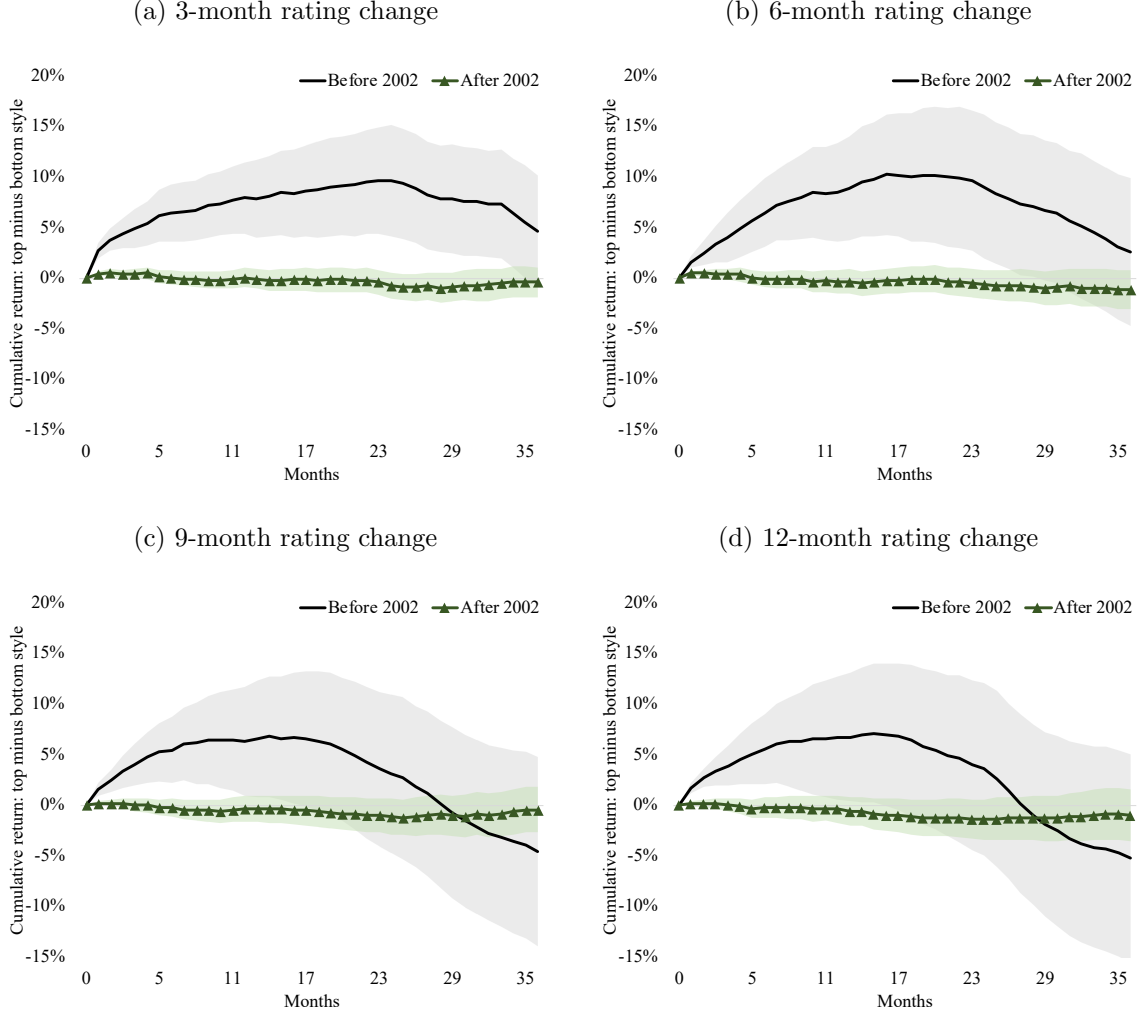 (a) 3-month rating change
Before 2002 After 2002
Cumulative return: top minus bottom style
20%
15%
10%
5%
0%
-5%
-10%
-15%
0 5 11 17 23 29 35
Months
(b) 6-month rating change
Before 2002 After 2002
Cumulative return: top minus bottom style
20%
15%
10%
5%
0%
-5%
-10%
-15%
0 5 11 17 23 29 35
Months
(c) 9-month rating change
Before 2002 After 2002
Cumulative return: top minus bottom style
20%
15%
10%
5%
0%
-5%
-10%
-15%
0 5 11 17 23 29 35
Months
(d) 12-month rating change
Before 2002 After 2002
Cumulative return: top minus bottom style
20%
15%
10%
5%
0%
-5%
-10%
-15%
0 5 11 17 23 29 35
Months